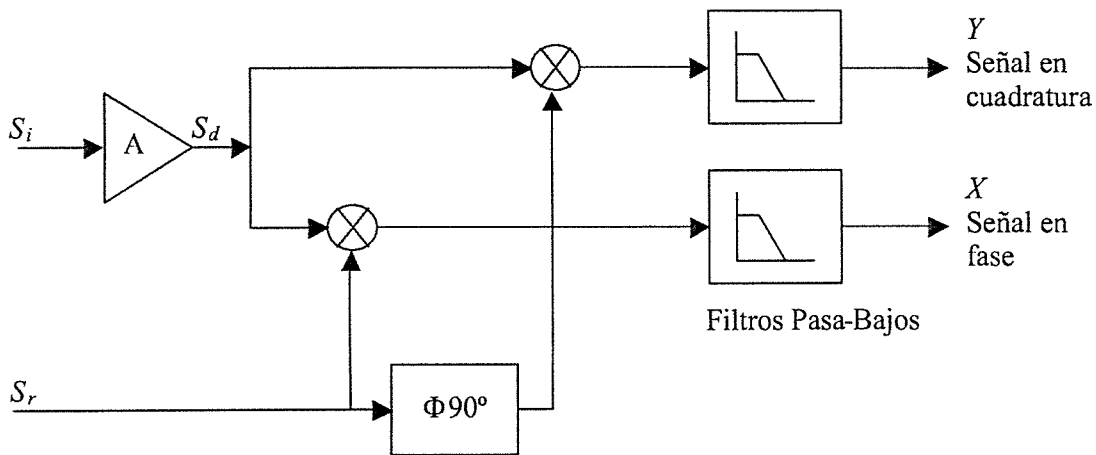 Y
Señal en
cuadratura
S_i
A
S_d
X
Señal en
fase
Filtros Pasa-Bajos
S_r
Φ90º